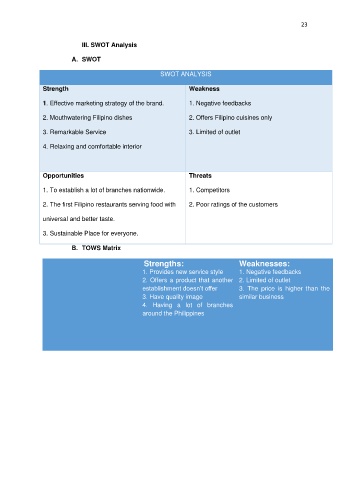 23
III. SWOT Analysis
A. SWOT
SWOT ANALYSIS
Strength
1. Effective marketing strategy of the brand.
2. Mouthwatering Filipino dishes
3. Remarkable Service
4. Relaxing and comfortable interior
Weakness
1. Negative feedbacks
2. Offers Filipino cuisines only
3. Limited of outlet
Opportunities
1. To establish a lot of branches nationwide.
2. The first Filipino restaurants serving food with
universal and better taste.
3. Sustainable Place for everyone.
Threats
1. Competitors
2. Poor ratings of the customers
B. TOWS Matrix
Strengths:
1. Provides new service style
2. Offers a product that another
establishment doesn't offer
3. Have quality image
4. Having a lot of branches
around the Philippines
Weaknesses:
1. Negative feedbacks
2. Limited of outlet
3. The price is higher than the
similar business